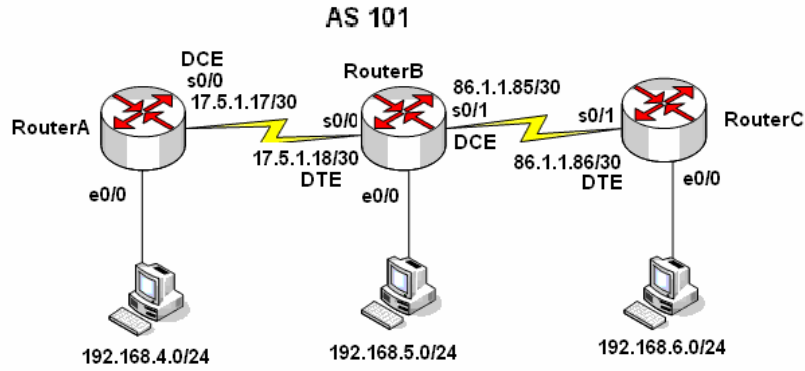 AS 101
DCE
s0/0
17.5.1.17/30
RouterA
RouterB
86.1.1.85/30
s0/0
s0/1
s0/1
RouterC
17.5.1.18/30
DTE
DCE
86.1.1.86/30
DTE
e0/0
e0/0
e0/0
192.168.4.0/24
192.168.5.0/24
192.168.6.0/24